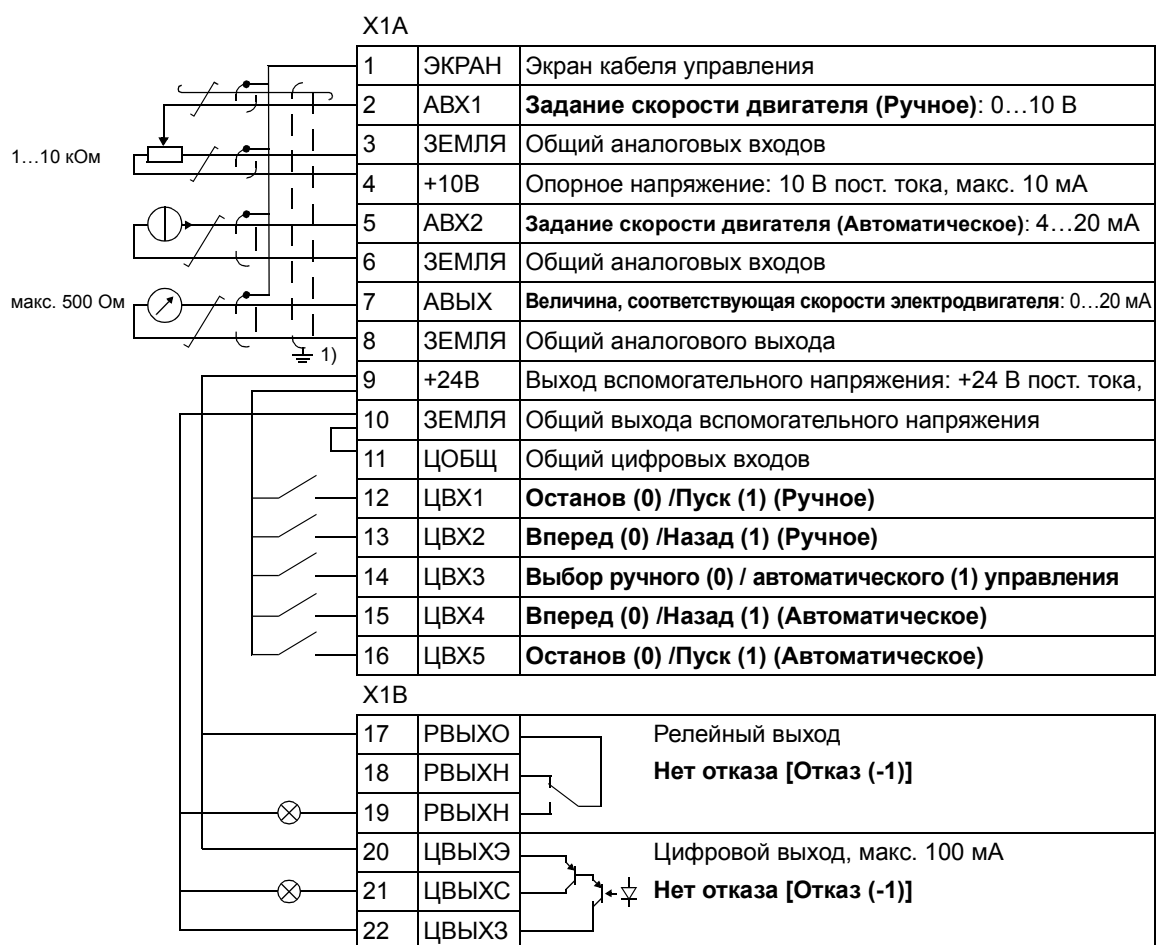 X1A
1 ЭКРАН Экран кабеля управления
2 АВХ1 Задание скорости двигателя (Ручное): 0…10 В
1…10 кОм
3 ЗЕМЛЯ Общий аналоговых входов
4 +10В Опорное напряжение: 10 В пост. тока, макс. 10 мА
5 АВХ2 Задание скорости двигателя (Автоматическое): 4…20 мА
6 ЗЕМЛЯ Общий аналоговых входов
макс. 500 Ом
7 АВЫХ Величина, соответствующая скорости электродвигателя: 0…20 мА
8 ЗЕМЛЯ Общий аналогового выхода
1)
9 +24В Выход вспомогательного напряжения: +24 В пост. тока,
10 ЗЕМЛЯ Общий выхода вспомогательного напряжения
11 ЦОБЩ Общий цифровых входов
12 ЦВХ1 Останов (0) /Пуск (1) (Ручное)
13 ЦВХ2 Вперед (0) /Назад (1) (Ручное)
14 ЦВХ3 Выбор ручного (0) / автоматического (1) управления
15 ЦВХ4 Вперед (0) /Назад (1) (Автоматическое)
16 ЦВХ5 Останов (0) /Пуск (1) (Автоматическое)
X1B
17 РВЫХО Релейный выход
18 РВЫХН Нет отказа [Отказ (-1)]
19 РВЫХН
20 ЦВЫХЭ Цифровой выход, макс. 100 мА
21 ЦВЫХС Нет отказа [Отказ (-1)]
22 ЦВЫХЗ